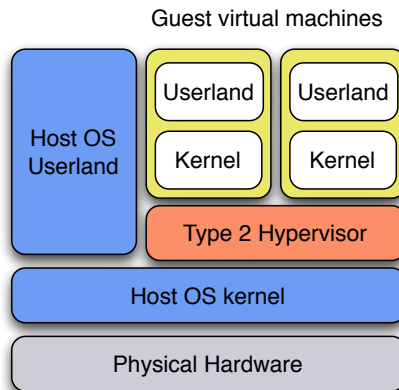 Guest virtual machines
Host OS
Userland
Userland
Kernel
Userland
Kernel
Type 2 Hypervisor
Host OS kernel
Physical Hardware